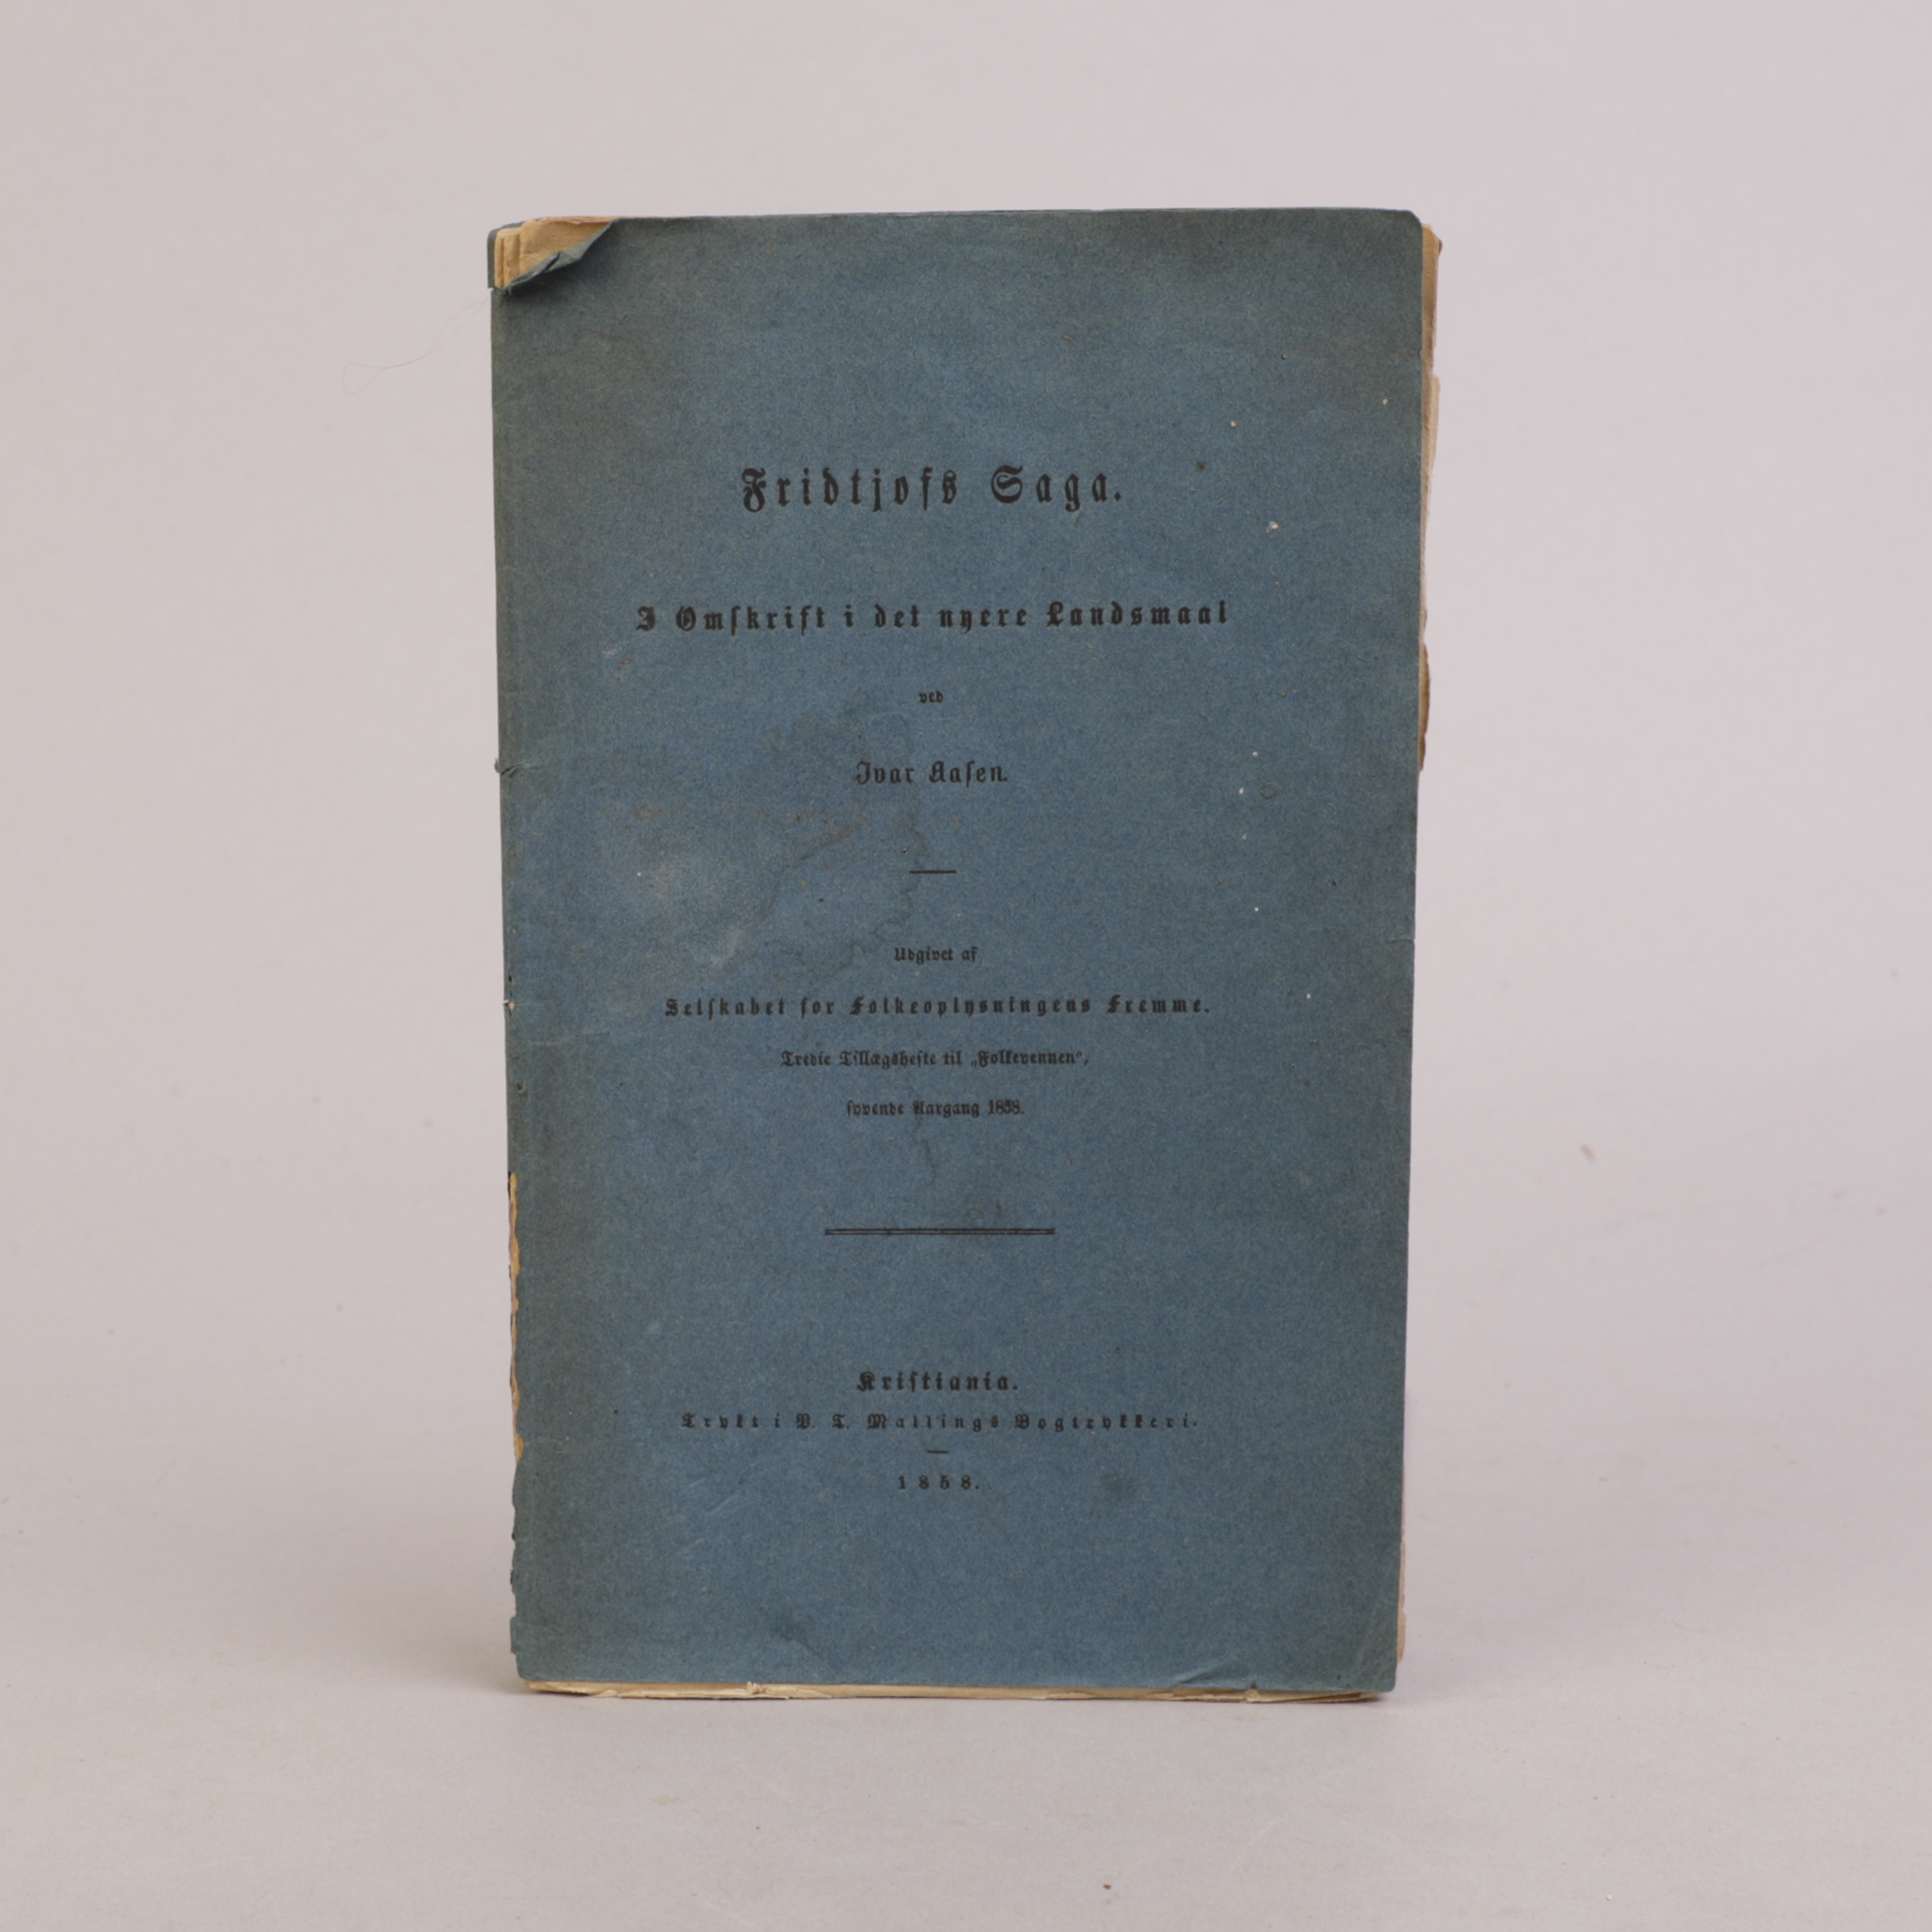 Fridtjofs Saga.
I Omskrift i det nyere Landsmaal
ved
Ivar Aasen.
Udgivet af
Selskabet for Folkeoplysningens Fremme.
Tredie Tillægshefte til „Folkevennen“,
syvende Aargang 1858.
Kristiania.
Trykt i P. T. Mallings Bogtrykkeri.
1858.